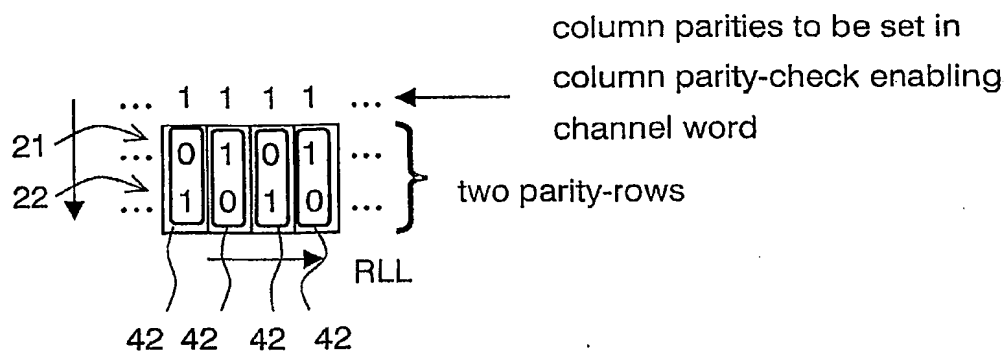 column parities to be set in
column parity-check enabling
channel word
... 1 1 1 1 ...
21 ... 0 1 0 1 ...
22 ... 1 0 1 0 ...
two parity-rows
RLL
42 42 42 42